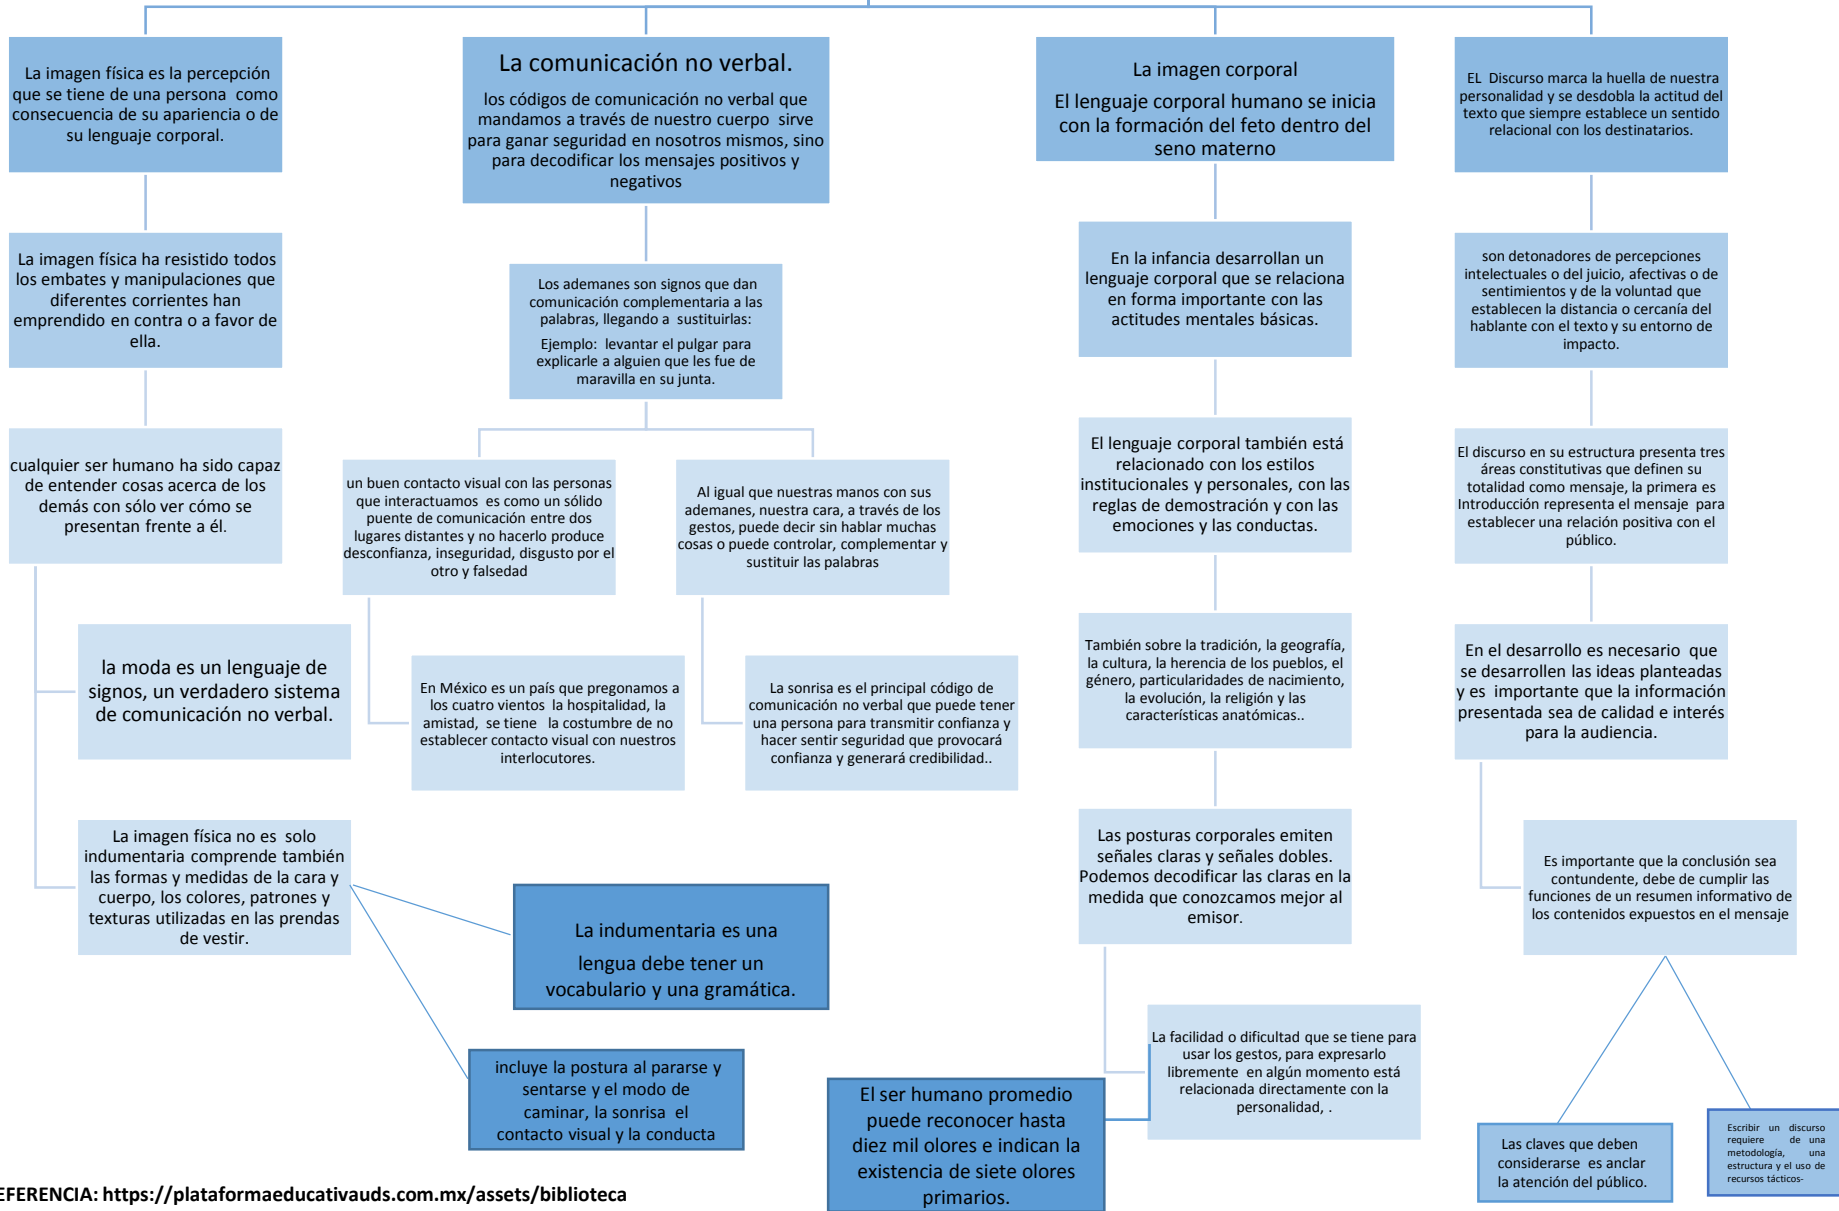 La imagen física es la percepción
que se tiene de una persona como
consecuencia de su apariencia o de
su lenguaje corporal.
La imagen física ha resistido todos
los embates y manipulaciones que
diferentes corrientes han
emprendido en contra o a favor de
ella.
cualquier ser humano ha sido capaz
de entender cosas acerca de los
demás con sólo ver cómo se
presentan frente a él.
la moda es un lenguaje de
signos, un verdadero sistema
de comunicación no verbal.
La imagen física no es solo
indumentaria comprende también
las formas y medidas de la cara y
cuerpo, los colores, patrones y
texturas utilizadas en las prendas
de vestir.
La indumentaria es una
lengua debe tener un
vocabulario y una gramática.
incluye la postura al pararse y
sentarse y el modo de
caminar, la sonrisa el
contacto visual y la conducta
La comunicación no verbal.
los códigos de comunicación no verbal que
mandamos a través de nuestro cuerpo sirve
para ganar seguridad en nosotros mismos, sino
para decodificar los mensajes positivos y
negativos
Los ademanes son signos que dan
comunicación complementaria a las
palabras, llegando a sustituirlas:
Ejemplo: levantar el pulgar para
explicarle a alguien que les fue de
maravilla en su junta.
un buen contacto visual con las personas
que interactuamos es como un sólido
puente de comunicación entre dos
lugares distantes y no hacerlo produce
desconfianza, inseguridad, disgusto por el
otro y falsedad
En México es un país que pregonamos a
los cuatro vientos la hospitalidad, la
amistad, se tiene la costumbre de no
establecer contacto visual con nuestros
interlocutores.
Al igual que nuestras manos con sus
ademanes, nuestra cara, a través de los
gestos, puede decir sin hablar muchas
cosas o puede controlar, complementar y
sustituir las palabras
La sonrisa es el principal código de
comunicación no verbal que puede tener
una persona para transmitir confianza y
hacer sentir seguridad que provocará
confianza y generará credibilidad..
La imagen corporal
El lenguaje corporal humano se inicia
con la formación del feto dentro del
seno materno
En la infancia desarrollan un
lenguaje corporal que se relaciona
en forma importante con las
actitudes mentales básicas.
El lenguaje corporal también está
relacionado con los estilos
institucionales y personales, con las
reglas de demostración y con las
emociones y las conductas.
También sobre la tradición, la geografía,
la cultura, la herencia de los pueblos, el
género, particularidades de nacimiento,
la evolución, la religión y las
características anatómicas..
Las posturas corporales emiten
señales claras y señales dobles.
Podemos decodificar las claras en la
medida que conozcamos mejor al
emisor.
La facilidad o dificultad que se tiene para
usar los gestos, para expresarlo
libremente en algún momento está
relacionada directamente con la
personalidad, .
El ser humano promedio
puede reconocer hasta
diez mil olores e indican la
existencia de siete olores
primarios.
EL Discurso marca la huella de nuestra
personalidad y se desdobla la actitud del
texto que siempre establece un sentido
relacional con los destinatarios.
son detonadores de percepciones
intelectuales o del juicio, afectivas o de
sentimientos y de la voluntad que
establecen la distancia o cercanía del
hablante con el texto y su entorno de
impacto.
El discurso en su estructura presenta tres
áreas constitutivas que definen su
totalidad como mensaje, la primera es
Introducción representa el mensaje para
establecer una relación positiva con el
público.
En el desarrollo es necesario que
se desarrollen las ideas planteadas
y es importante que la información
presentada sea de calidad e interés
para la audiencia.
Es importante que la conclusión sea
contundente, debe de cumplir las
funciones de un resumen informativo de
los contenidos expuestos en el mensaje
Las claves que deben
considerarse es anclar
la atención del público.
Escribir un discurso
requiere de una
metodología, una
estructura y el uso de
recursos tácticos-
EFERENCIA: https://plataformaeducativauds.com.mx/assets/biblioteca